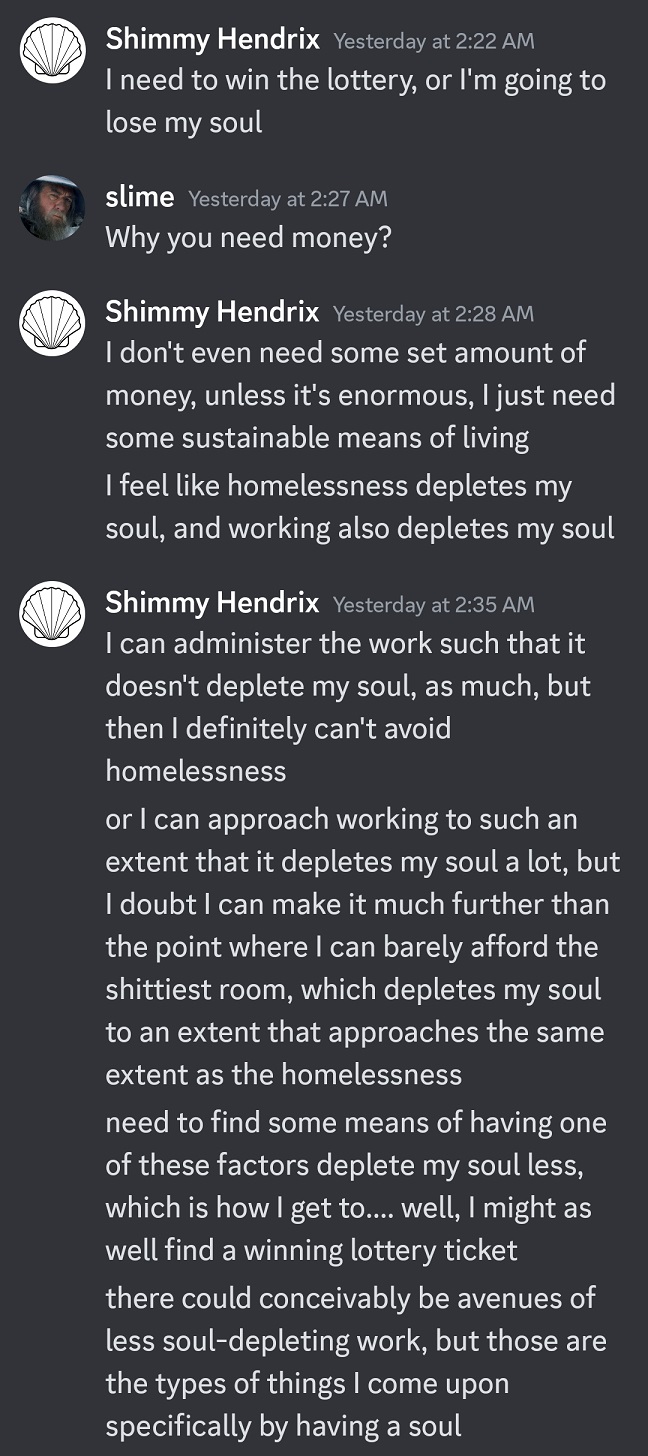 Shimmy Hendrix Yesterday at 2:22 AM
I need to win the lottery, or I'm going to
lose my soul
slime Yesterday at 2:27 AM
Why you need money?
Shimmy Hendrix Yesterday at 2:28 AM
I don't even need some set amount of
money, unless it's enormous, I just need
some sustainable means of living
I feel like homelessness depletes my
soul, and working also depletes my soul
Shimmy Hendrix Yesterday at 2:35 AM
I can administer the work such that it
doesn't deplete my soul, as much, but
then I definitely can't avoid
homelessness
or I can approach working to such an
extent that it depletes my soul a lot, but
I doubt I can make it much further than
the point where I can barely afford the
shittiest room, which depletes my soul
to an extent that approaches the same
extent as the homelessness
need to find some means of having one
of these factors deplete my soul less,
which is how I get to.... well, I might as
well find a winning lottery ticket
there could conceivably be avenues of
less soul-depleting work, but those are
the types of things I come upon
specifically by having a soul